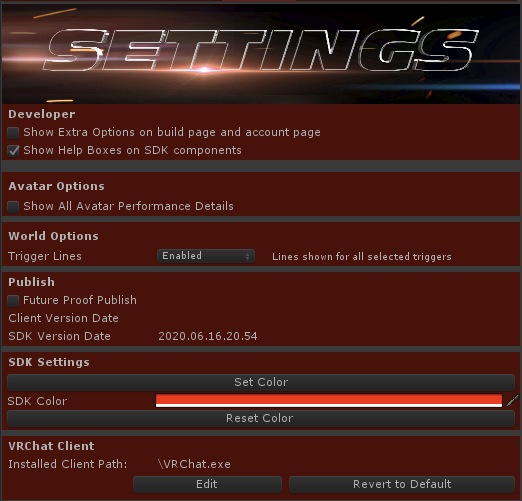 SETTINGS
Developer
Show Extra Options on build page and account page
Show Help Boxes on SDK components
Avatar Options
Show All Avatar Performance Details
World Options
Trigger Lines Enabled Lines shown for all selected triggers
Publish
Future Proof Publish
Client Version Date
SDK Version Date 2020.06.16.20.54
SDK Settings
Set Color
SDK Color
Reset Color
VRChat Client
Installed Client Path: \VRChat.exe
Edit Revert to Default